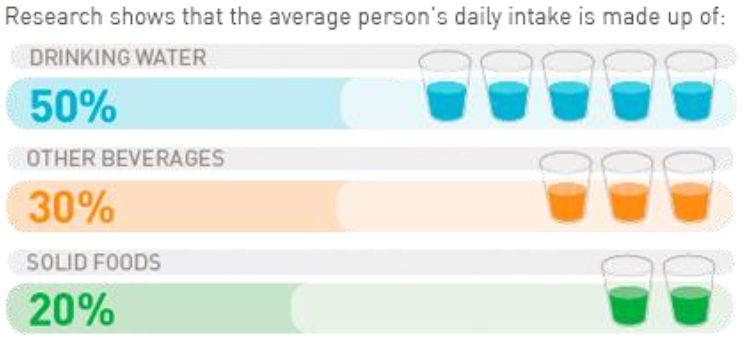 Research shows that the average person's daily intake is made up of:
DRINKING WATER
50%
OTHER BEVERAGES
30%
SOLID FOODS
20%